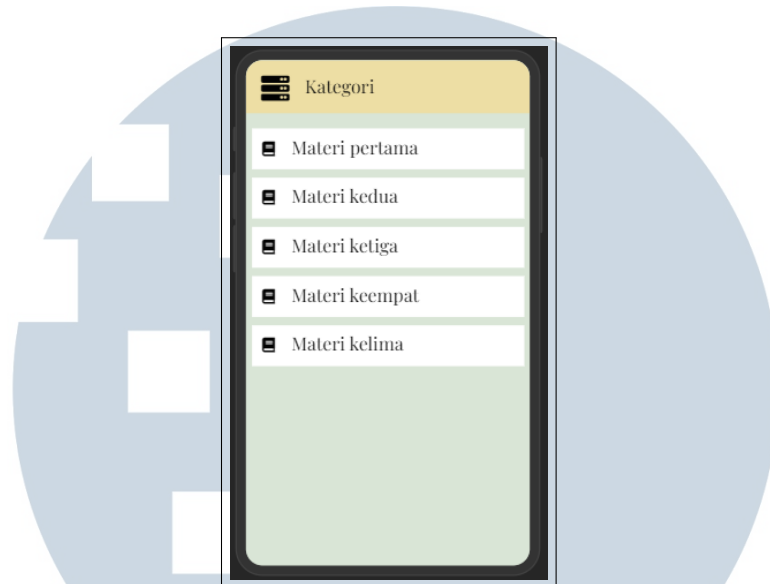 Kategori
Materi pertama
Materi kedua
Materi ketiga
Materi keempat
Materi kelima